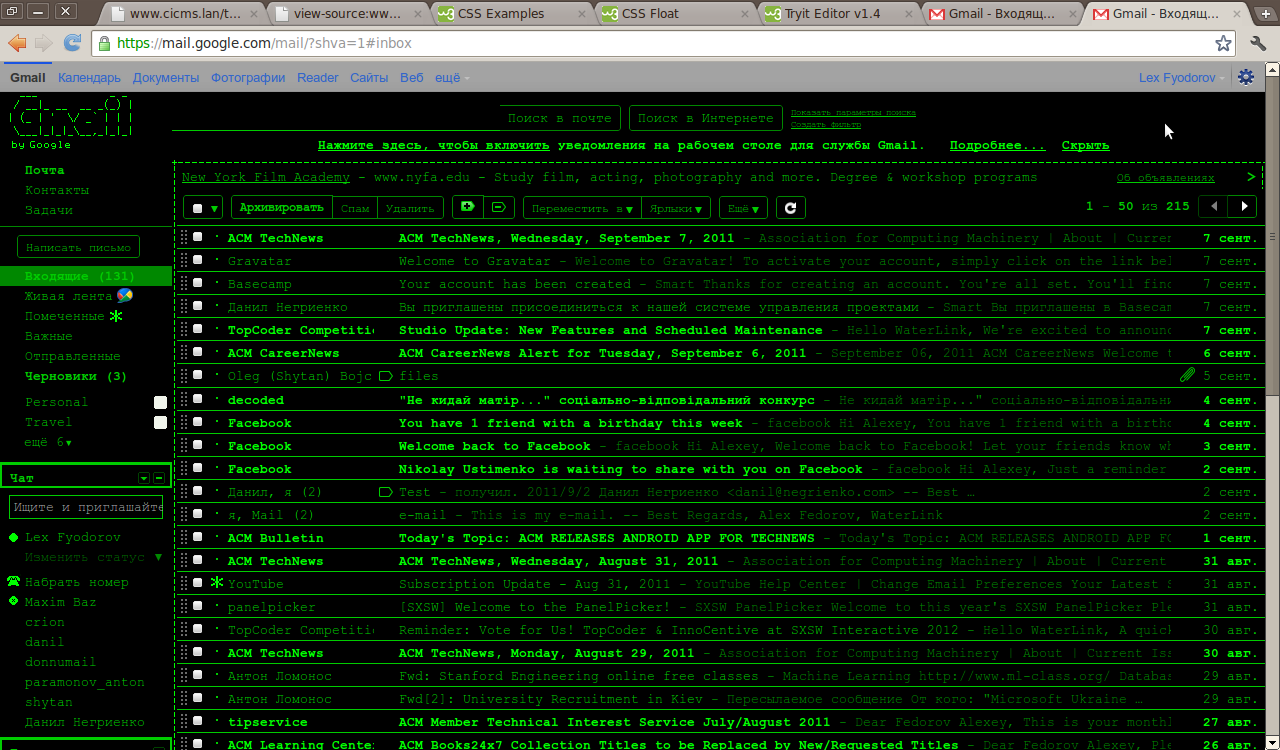 www.cicms.lan/t...
view-source:ww...
CSS Examples
CSS Float
Tryit Editor v1.4
Gmail - Входящ...
Gmail - Входящ...
https://mail.google.com/mail/?shva=1#inbox
Gmail Календарь Документы Фотографии Reader Сайты Веб ещё
Lex Fyodorov
Gmail
by Google
Поиск в почте
Поиск в Интернете
Показать параметры поиска
Создать фильтр
Нажмите здесь, чтобы включить уведомления на рабочем столе для службы Gmail. Подробнее... Скрыть
Почта
Контакты
Задачи
Написать письмо
Входящие (131)
Живая лента
Помеченные
Важные
Отправленные
Черновики (3)
Personal
Travel
ещё 6▼
Чат
Ищите и приглашайте
Lex Fyodorov
Изменить статус ▼
Набрать номер
Maxim Baz
crion
danil
donnumail
paramonov_anton
shytan
Данил Негриенко
New York Film Academy - www.nyfa.edu - Study film, acting, photography and more. Degree & workshop programs
Об объявлениях >
Архивировать Спам Удалить Переместить в▼ Ярлыки▼ Ещё▼
1 - 50 из 215
ACM TechNews ACM TechNews, Wednesday, September 7, 2011 - Association for Computing Machinery | About | Curren 7 сент.
Gravatar Welcome to Gravatar - Welcome to Gravatar! To activate your account, simply click on the link bel 7 сент.
Basecamp Your account has been created - Smart Thanks for creating an account. You're all set. You'll find 7 сент.
Данил Негриенко Вы приглашены присоединиться к нашей системе управления проектами - Smart Вы приглашены в Basecam 7 сент.
TopCoder Competitic Studio Update: New Features and Scheduled Maintenance - Hello WaterLink, We're excited to announc 7 сент.
ACM CareerNews ACM CareerNews Alert for Tuesday, September 6, 2011 - September 06, 2011 ACM CareerNews Welcome t 6 сент.
Oleg (Shytan) Bojc files 5 сент.
decoded "Не кидай матір..." соціально-відповідальний конкурс - Не кидай матір..." соціально-відповідальни 4 сент.
Facebook You have 1 friend with a birthday this week - facebook Hi Alexey, You have 1 friend with a birthd 4 сент.
Facebook Welcome back to Facebook - facebook Hi Alexey, Welcome back to Facebook! Let your friends know wh 3 сент.
Facebook Nikolay Ustimenko is waiting to share with you on Facebook - facebook Hi Alexey, Just a reminder 2 сент.
Данил, я (2) Test - получил. 2011/9/2 Данил Негриенко <danil@negrienko.com> -- Best … 2 сент.
я, Mail (2) e-mail - This is my e-mail. -- Best Regards, Alex Fedorov, WaterLink 2 сент.
ACM Bulletin Today's Topic: ACM RELEASES ANDROID APP FOR TECHNEWS - Today's Topic: ACM RELEASES ANDROID APP FO 1 сент.
ACM TechNews ACM TechNews, Wednesday, August 31, 2011 - Association for Computing Machinery | About | Current 31 авг.
YouTube Subscription Update - Aug 31, 2011 - YouTube Help Center | Change Email Preferences Your Latest S 31 авг.
panelpicker [SXSW] Welcome to the PanelPicker! - SXSW PanelPicker Welcome to this year's SXSW PanelPicker Ple 31 авг.
TopCoder Competitic Reminder: Vote for Us! TopCoder & InnoCentive at SXSW Interactive 2012 - Hello WaterLink, A quick 30 авг.
ACM TechNews ACM TechNews, Monday, August 29, 2011 - Association for Computing Machinery | About | Current Iss 30 авг.
Антон Ломонос Fwd: Stanford Engineering online free classes - Machine Learning http://www.ml-class.org/ Databas 29 авг.
Антон Ломонос Fwd[2]: University Recruitment in Kiev - Пересылаемое сообщение От кого: "Microsoft Ukraine … 29 авг.
tipservice ACM Member Technical Interest Service July/August 2011 - Dear Fedorov Alexey, This is your monthl 27 авг.
ACM Learning Cente ACM Books24x7 Collection Titles to be Replaced by New/Requested Titles - Dear Fedorov Alexey, 26 авг.